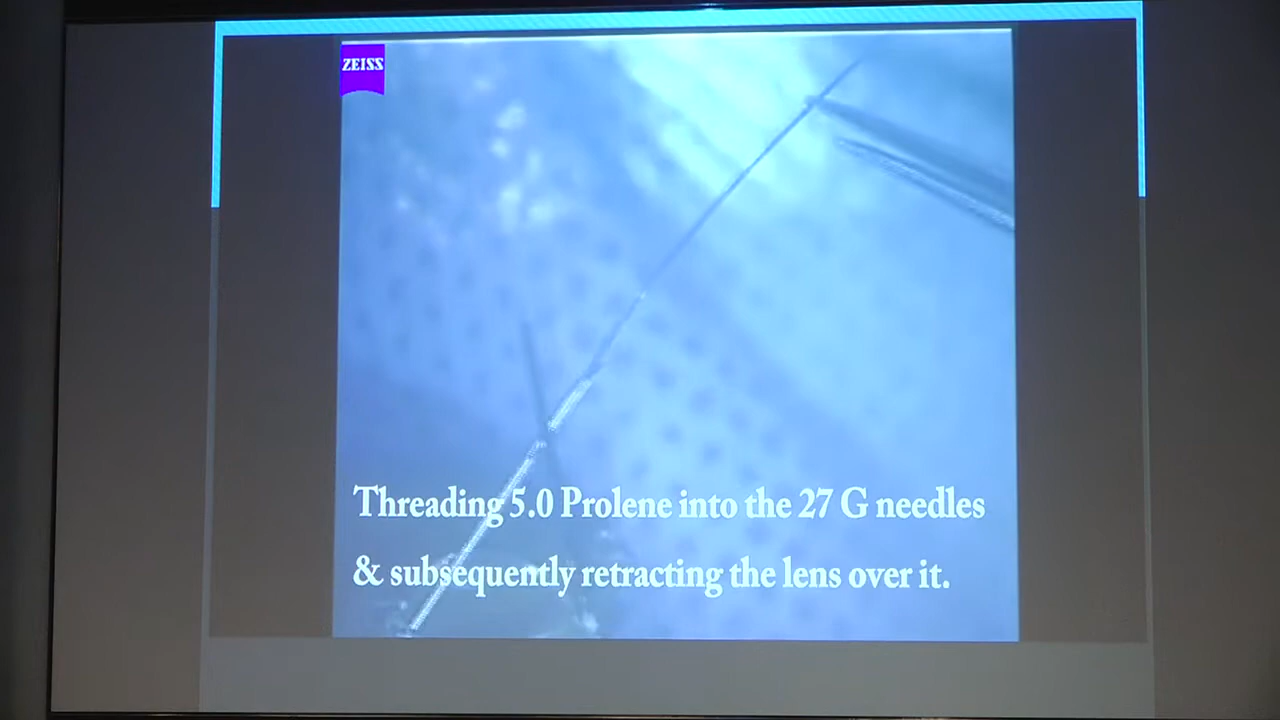 ZEISS
Threading 5.0 Prolene into the 27 G needles
& subsequently retracting the lens over it.